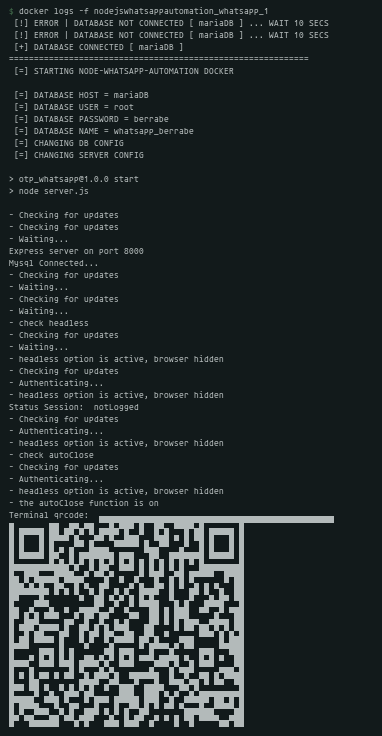 $ docker logs -f nodejswhatsappautomation_whatsapp_1
[!] ERROR | DATABASE NOT CONNECTED [ mariaDB ] ... WAIT 10 SECS
[!] ERROR | DATABASE NOT CONNECTED [ mariaDB ] ... WAIT 10 SECS
[+] DATABASE CONNECTED [ mariaDB ]
============================================================
[=] STARTING NODE-WHATSAPP-AUTOMATION DOCKER
[=] DATABASE HOST = mariaDB
[=] DATABASE USER = root
[=] DATABASE PASSWORD = berrabe
[=] DATABASE NAME = whatsapp_berrabe
[=] CHANGING DB CONFIG
[=] CHANGING SERVER CONFIG
> otp_whatsapp@1.0.0 start
> node server.js
- Checking for updates
- Checking for updates
- Waiting...
Express server on port 8000
Mysql Connected...
- Checking for updates
- Waiting...
- Checking for updates
- Waiting...
- check headless
- Checking for updates
- Waiting...
- headless option is active, browser hidden
- Checking for updates
- Authenticating...
- headless option is active, browser hidden
Status Session:  notLogged
- Checking for updates
- Authenticating...
- headless option is active, browser hidden
- check autoClose
- Checking for updates
- Authenticating...
- headless option is active, browser hidden
- the autoClose function is on
Terminal qrcode: